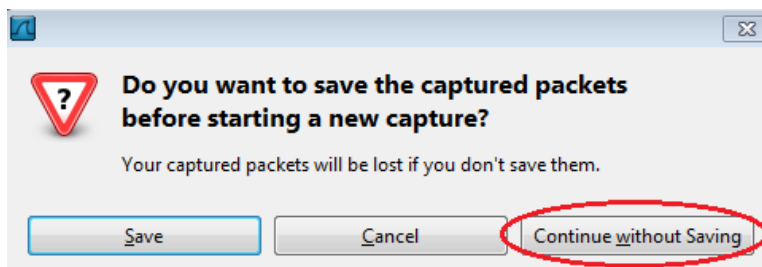 ?
Do you want to save the captured packets
before starting a new capture?
Your captured packets will be lost if you don't save them.
Save Cancel Continue without Saving